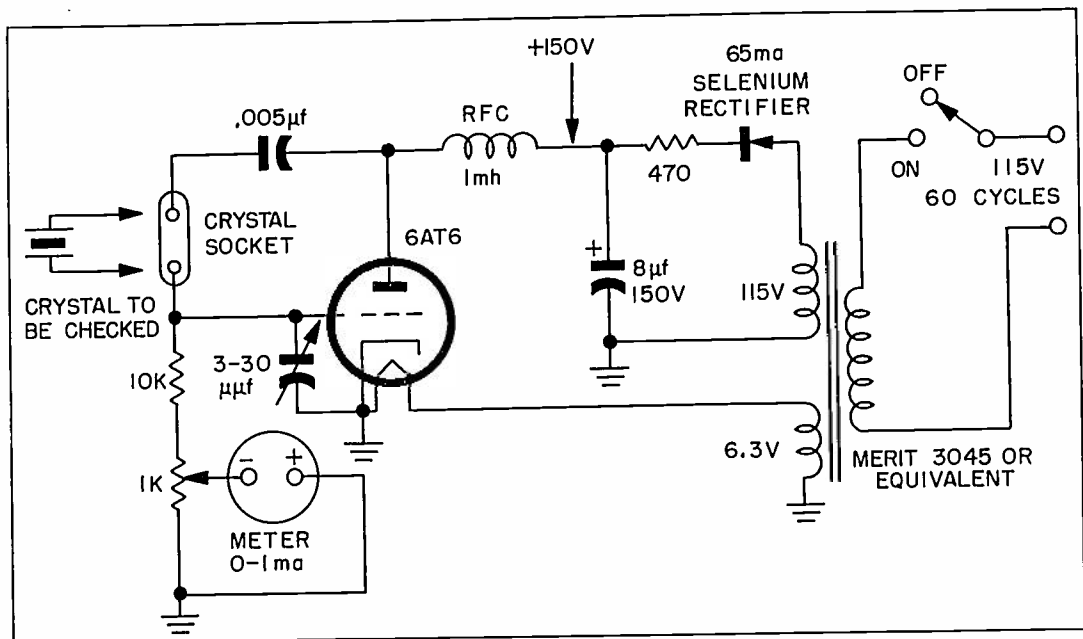 +150V
65ma
SELENIUM
RECTIFIER
OFF
.005µf
RFC
1mh
470
ON
115V
60 CYCLES
CRYSTAL
SOCKET
6AT6
CRYSTAL TO
BE CHECKED
+
8µf
150V
115V
10K
3-30
µµf
6.3V
MERIT 3045 OR
EQUIVALENT
1K
- +
METER
0-1ma